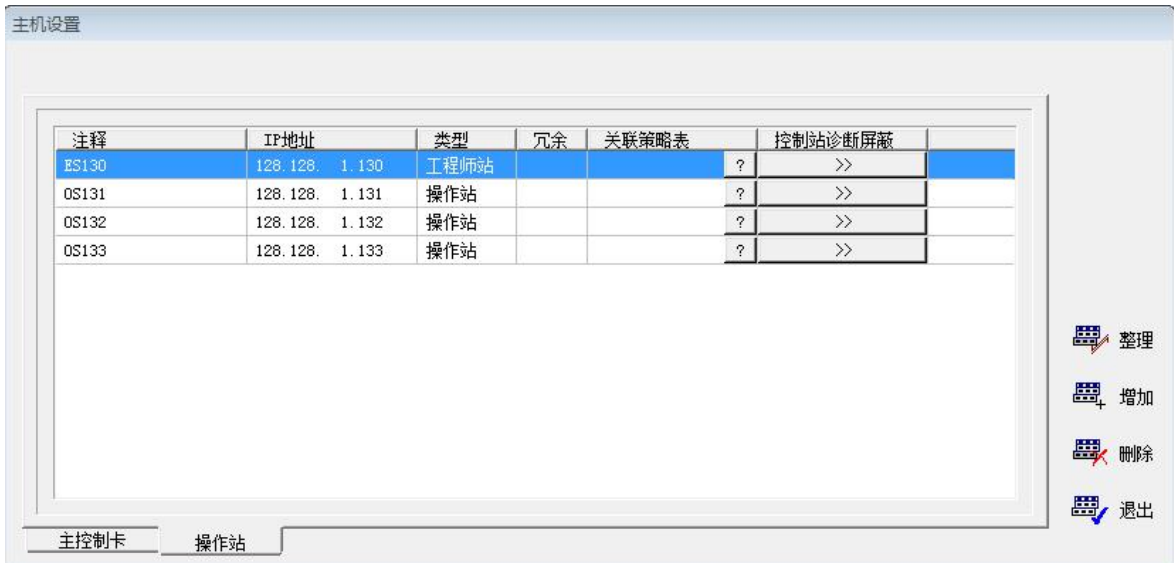 主机设置
注释 IP地址 类型 冗余 关联策略表 控制站诊断屏蔽
ES130 128.128. 1.130 工程师站 ? >>
OS131 128.128. 1.131 操作站 ? >>
OS132 128.128. 1.132 操作站 ? >>
OS133 128.128. 1.133 操作站 ? >>
整理
增加
删除
退出
主控制卡 操作站